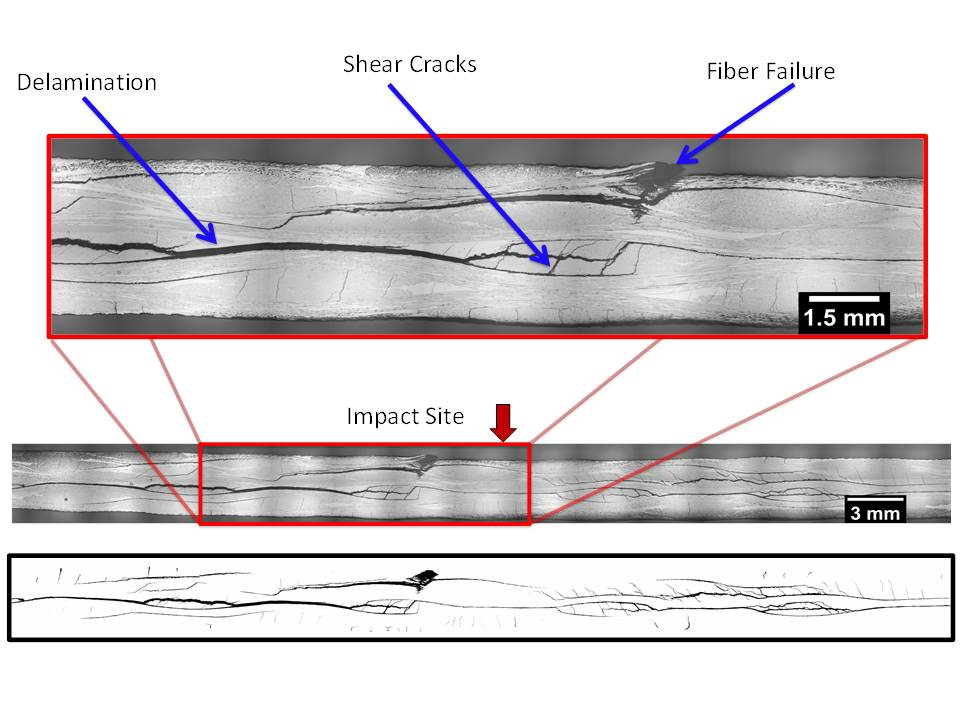 Delamination
Shear Cracks
Fiber Failure
1.5 mm
Impact Site
3 mm